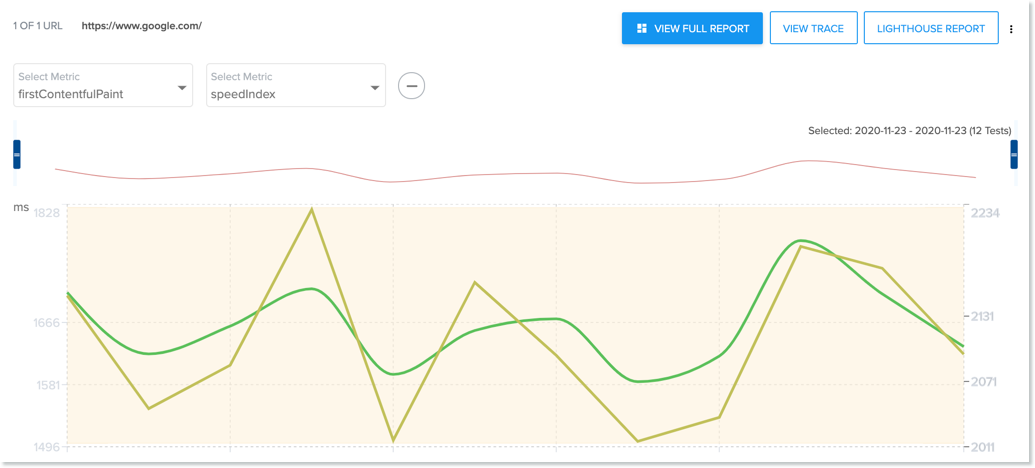 1 OF 1 URL https://www.google.com/ VIEW FULL REPORT VIEW TRACE LIGHTHOUSE REPORT
Select Metric Select Metric
firstContentfulPaint speedIndex
Selected: 2020-11-23 - 2020-11-23 (12 Tests)
ms
1828 2234
1666 2131
1581 2071
1496 2011